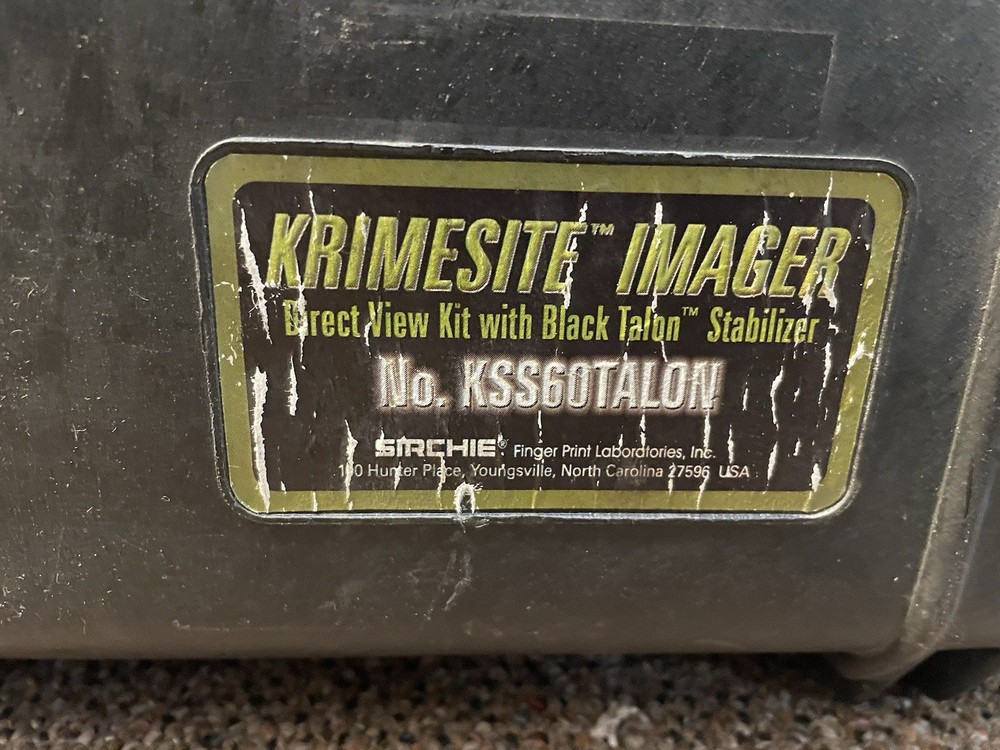 KRIMESITE™ IMAGER
Direct View Kit with Black Talon™ Stabilizer
No. KSS60TALON
SIRCHIE® Finger Print Laboratories, Inc.
100 Hunter Place, Youngsville, North Carolina 27596 USA